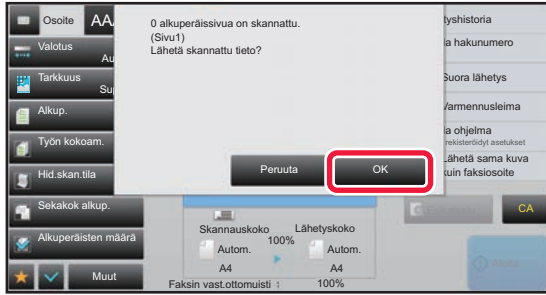 Osoite
AA
Valotus
Au
Tarkkuus
Su
Alkup.
Työn kokoam.
Hid.skan.tila
Sekakok alkup.
Alkuperäisten määrä
Muut
0 alkuperäissivua on skannattu.
(Sivu1)
Lähetä skannattu tieto?
Peruuta
OK
tyshistoria
a hakunumero
Suora lähetys
Varmennusleima
a ohjelma
rekisteröidyt asetukset
Lähetä sama kuva
kuin faksiosoite
CA
Skannauskoko
100%
Lähetyskoko
Autom.
A4
Autom.
A4
Faksin vast.ottomuisti :
100%